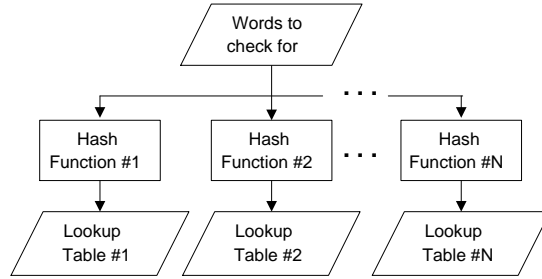 Words to
check for
. . .
Hash
Function #1
Hash
Function #2
. . .
Hash
Function #N
Lookup
Table #1
Lookup
Table #2
Lookup
Table #N